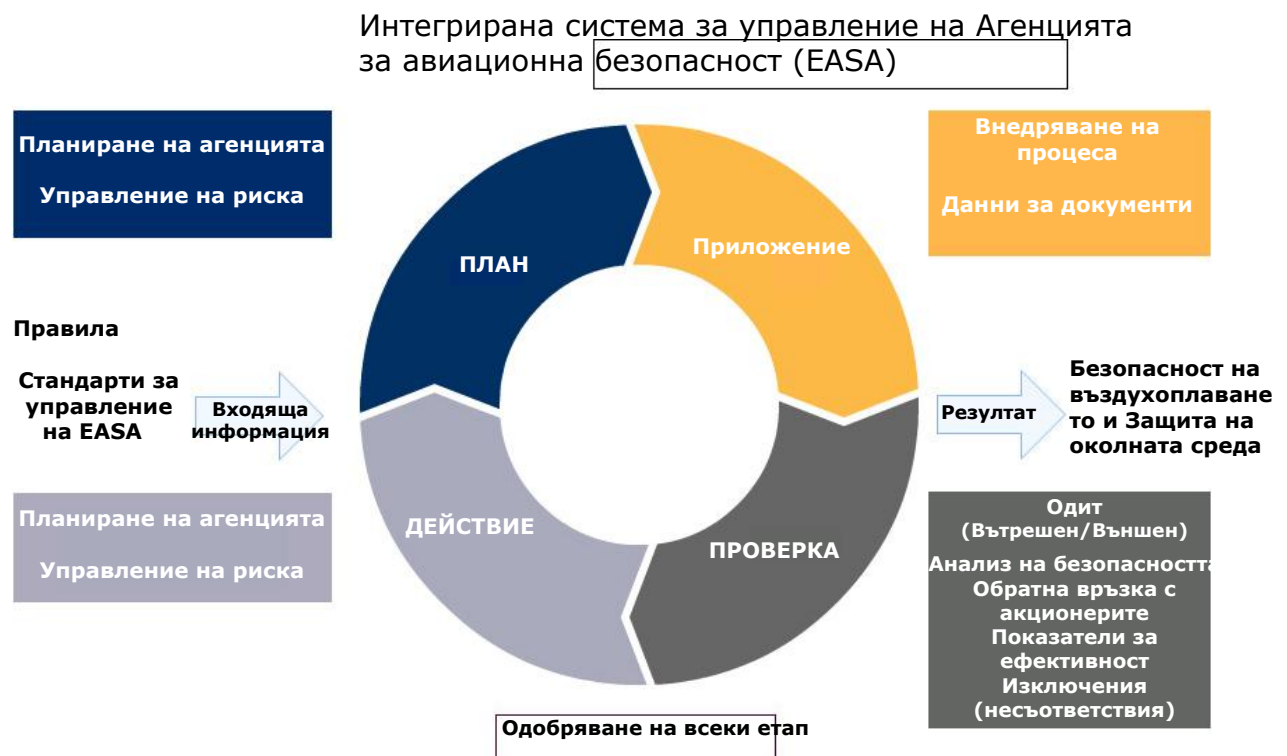 Интегрирана система за управление на Агенцията
за авиационна безопасност (EASA)
Планиране на агенцията
Управление на риска
Внедряване на
процеса
Данни за документи
ПЛАН
Приложение
Правила
Стандарти за
управление
на EASA
Входяща
информация
Резултат
Безопасност на
въздухоплаване
то и Защита на
околната среда
Планиране на агенцията
Управление на риска
ДЕЙСТВИЕ
ПРОВЕРКА
Одит
(Вътрешен/Външен)
Анализ на безопасността
Обратна връзка с
акционерите
Показатели за
ефективност
Изключения
(несъответствия)
Одобряване на всеки етап